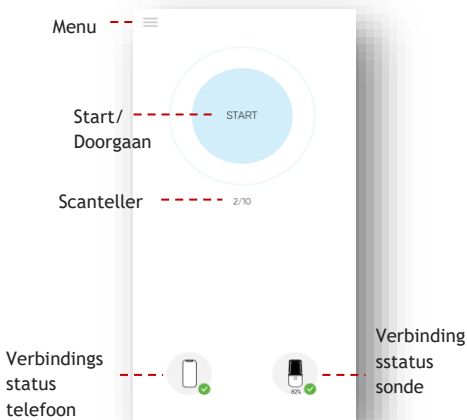 Menu
START
Start/
Doorgaan
Scanteller
2/10
Verbindings
status
telefoon
82%
Verbinding
sstatus
sonde